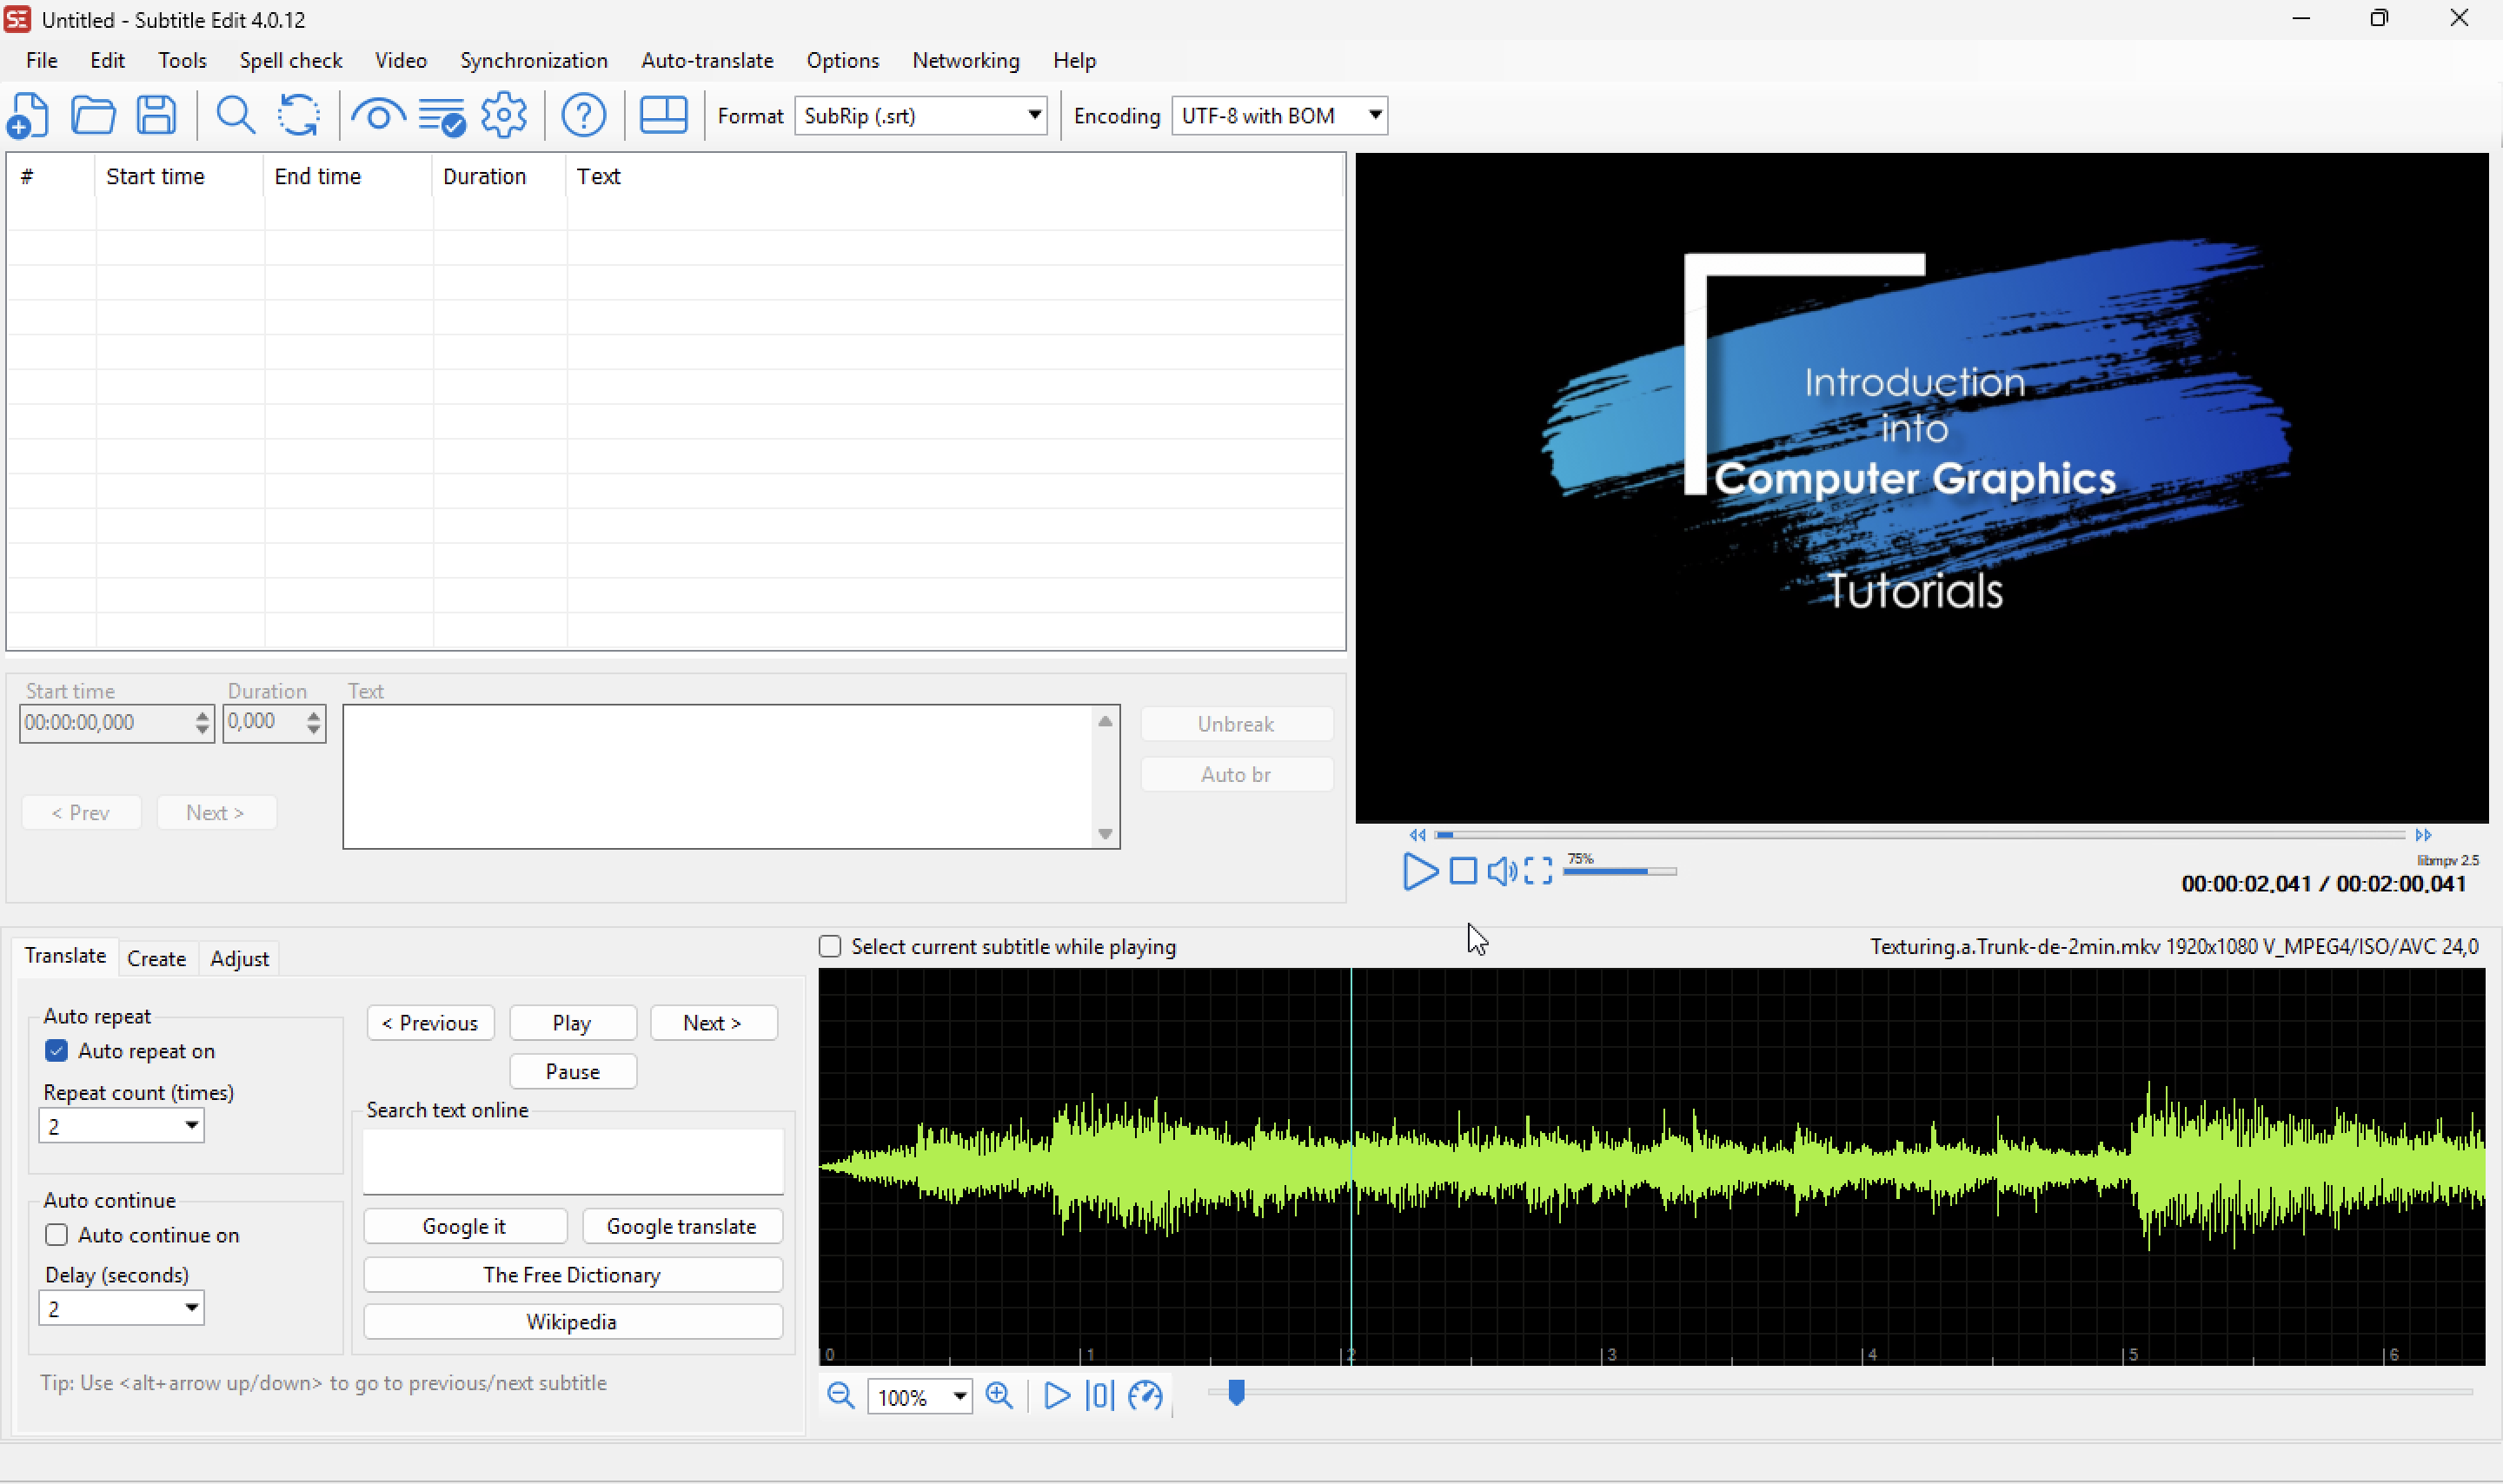 SE Untitled - Subtitle Edit 4.0.12
File Edit Tools Spell check Video Synchronization Auto-translate Options Networking Help
Format SubRip (.srt) Encoding UTF-8 with BOM
# Start time End time Duration Text
Introduction
into
Computer Graphics
Tutorials
Start time Duration Text
00:00:00,000 0,000
Unbreak
Auto br
< Prev Next >
75%
libmpv 2.5
00:00:02,041 / 00:02:00,041
Translate Create Adjust
Select current subtitle while playing
Texturing.a.Trunk-de-2min.mkv 1920x1080 V_MPEG4/ISO/AVC 24,0
Auto repeat
Auto repeat on
Repeat count (times)
2
< Previous Play Next >
Pause
Search text online
Auto continue
Auto continue on
Delay (seconds)
2
Google it Google translate
The Free Dictionary
Wikipedia
Tip: Use <alt+arrow up/down> to go to previous/next subtitle
0 1 2 3 4 5 6
100%